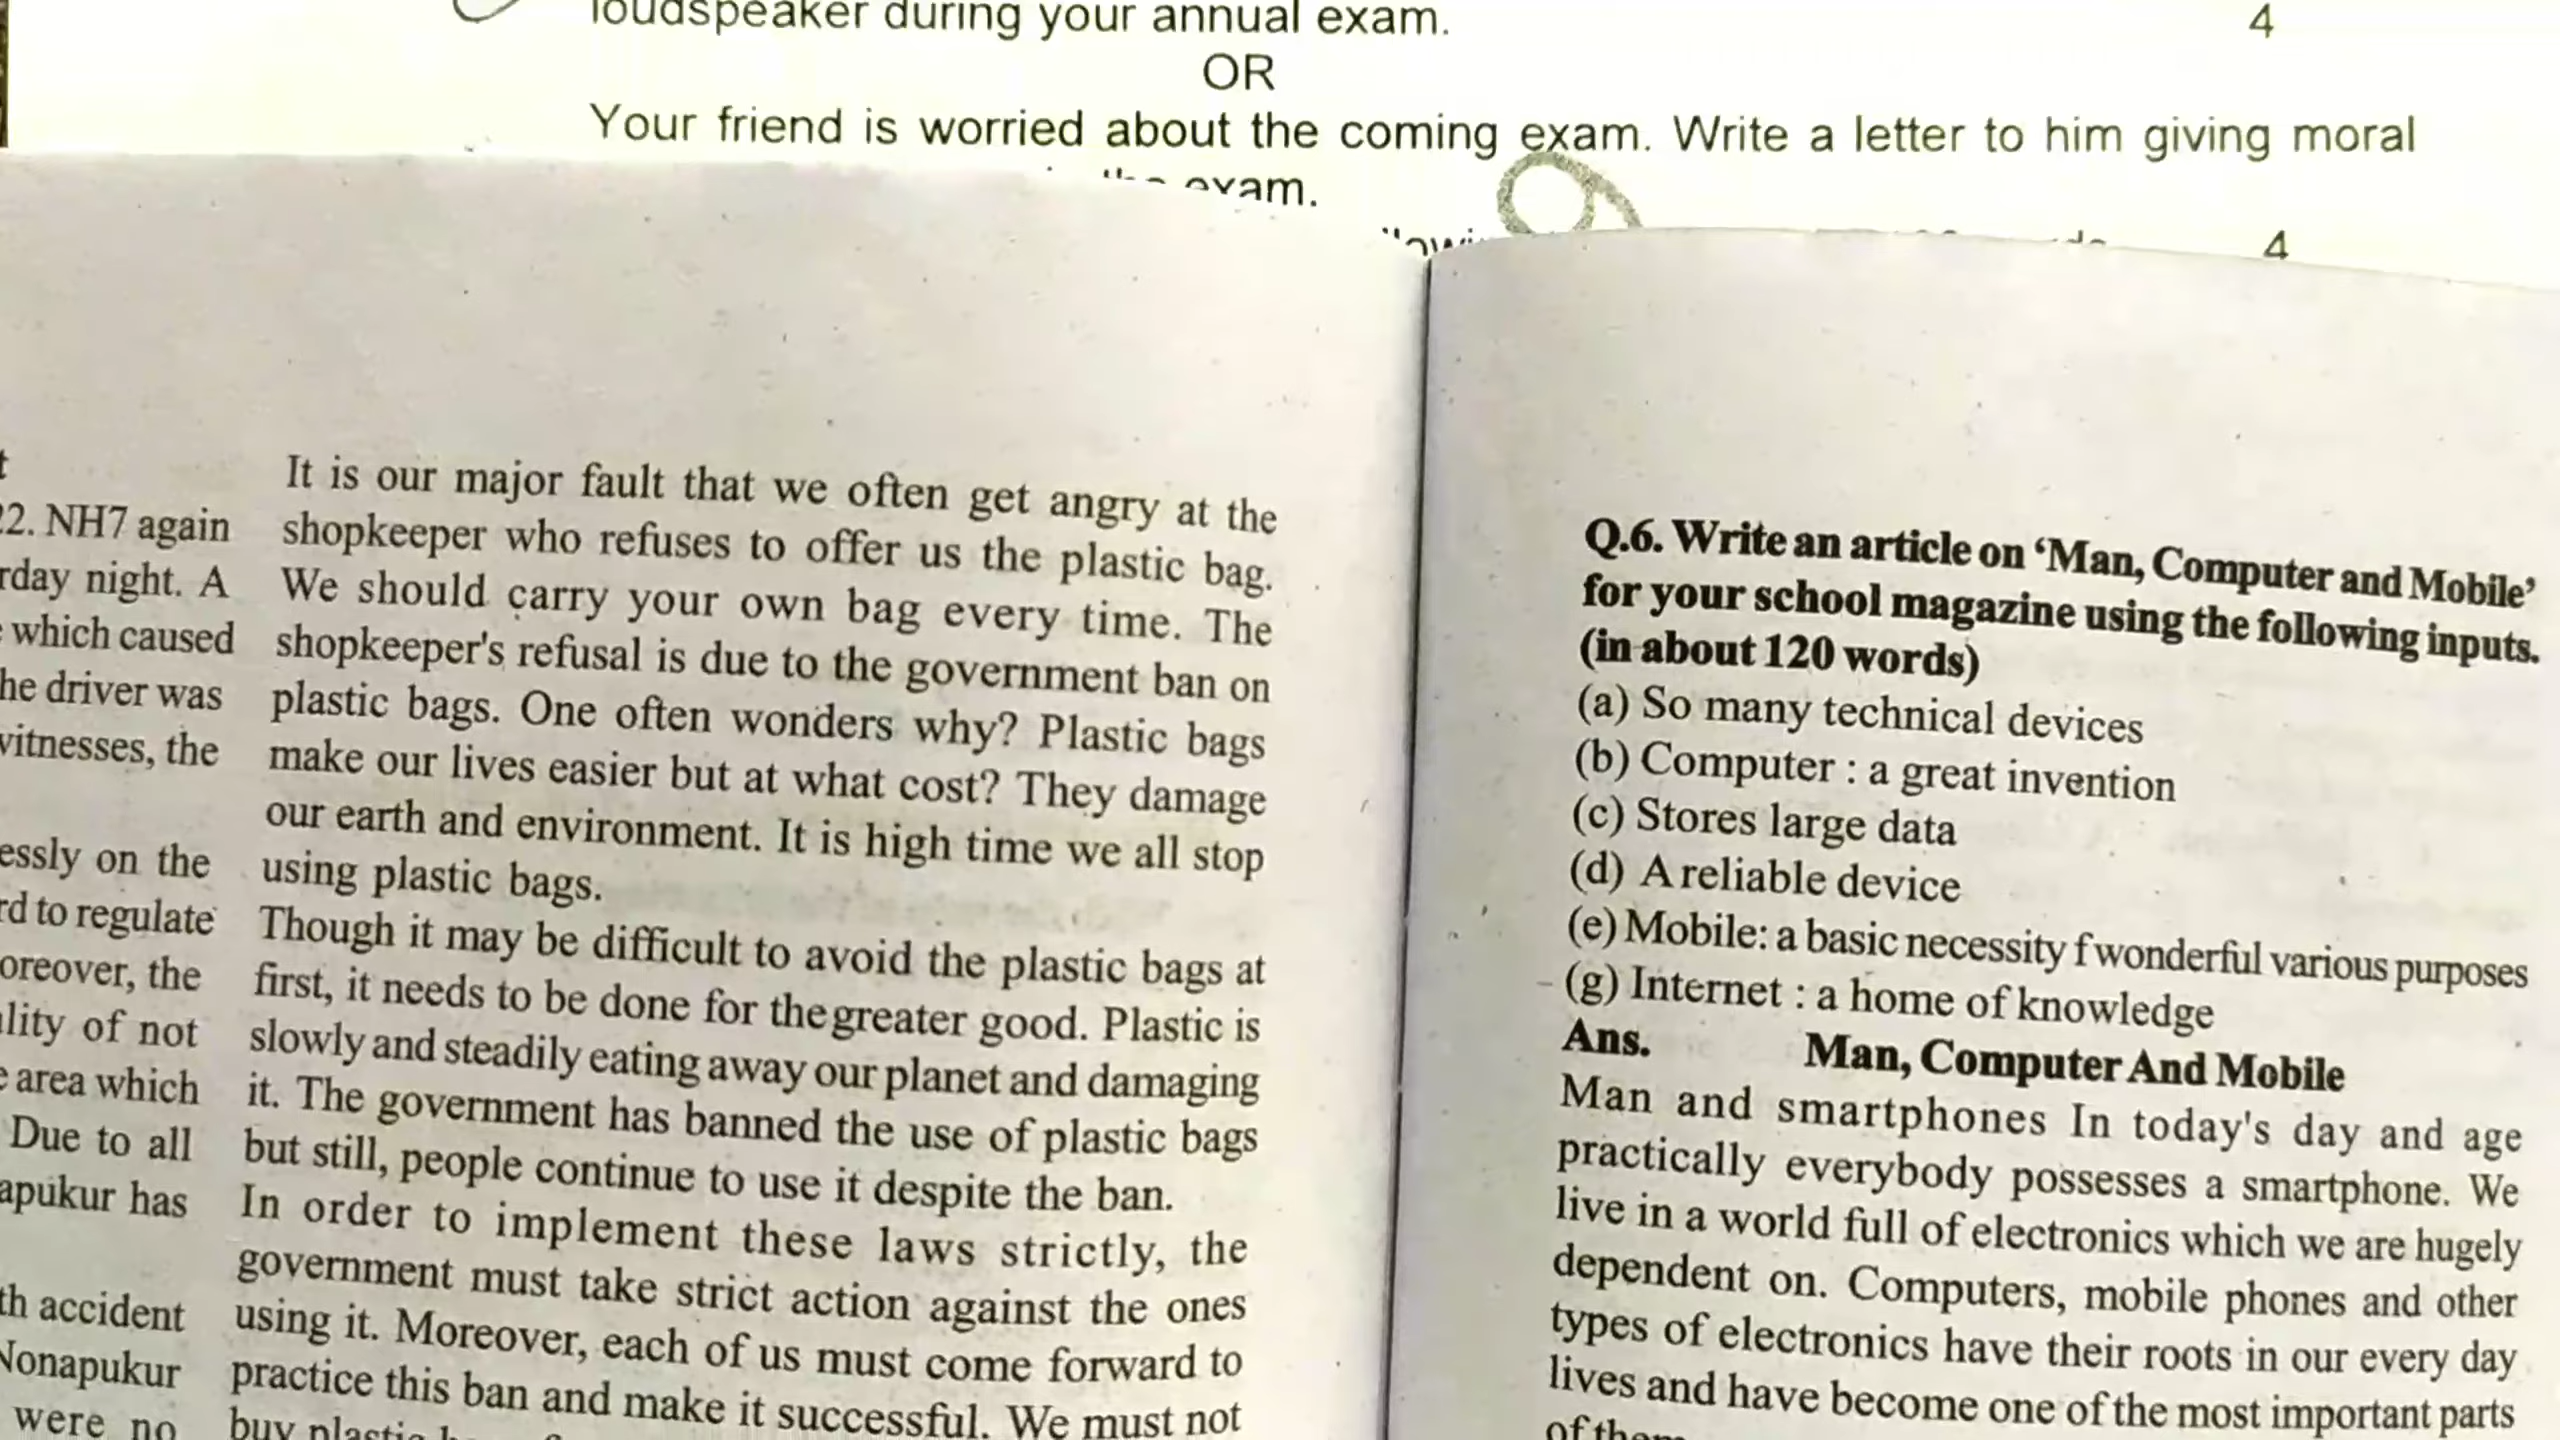 loudspeaker during your annual exam. 4
OR
Your friend is worried about the coming exam. Write a letter to him giving moral
exam.
4
22. NH7 again
rday night. A
which caused
he driver was
vitnesses, the
essly on the
rd to regulate
oreover, the
lity of not
area which
Due to all
apukur has
th accident
Nonapukur
were no
It is our major fault that we often get angry at the
shopkeeper who refuses to offer us the plastic bag.
We should carry your own bag every time. The
shopkeeper's refusal is due to the government ban on
plastic bags. One often wonders why? Plastic bags
make our lives easier but at what cost? They damage
our earth and environment. It is high time we all stop
using plastic bags.
Though it may be difficult to avoid the plastic bags at
first, it needs to be done for thegreater good. Plastic is
slowly and steadily eating away our planet and damaging
it. The government has banned the use of plastic bags
but still, people continue to use it despite the ban.
In order to implement these laws strictly, the
government must take strict action against the ones
using it. Moreover, each of us must come forward to
practice this ban and make it successful. We must not
buy plastic
Q.6. Write an article on ‘Man, Computer and Mobile’
for your school magazine using the following inputs.
(in about 120 words)
(a) So many technical devices
(b) Computer : a great invention
(c) Stores large data
(d) A reliable device
(e) Mobile: a basic necessity f wonderful various purposes
(g) Internet : a home of knowledge
Ans. Man, Computer And Mobile
Man and smartphones In today's day and age
practically everybody possesses a smartphone. We
live in a world full of electronics which we are hugely
dependent on. Computers, mobile phones and other
types of electronics have their roots in our every day
lives and have become one of the most important parts
of them